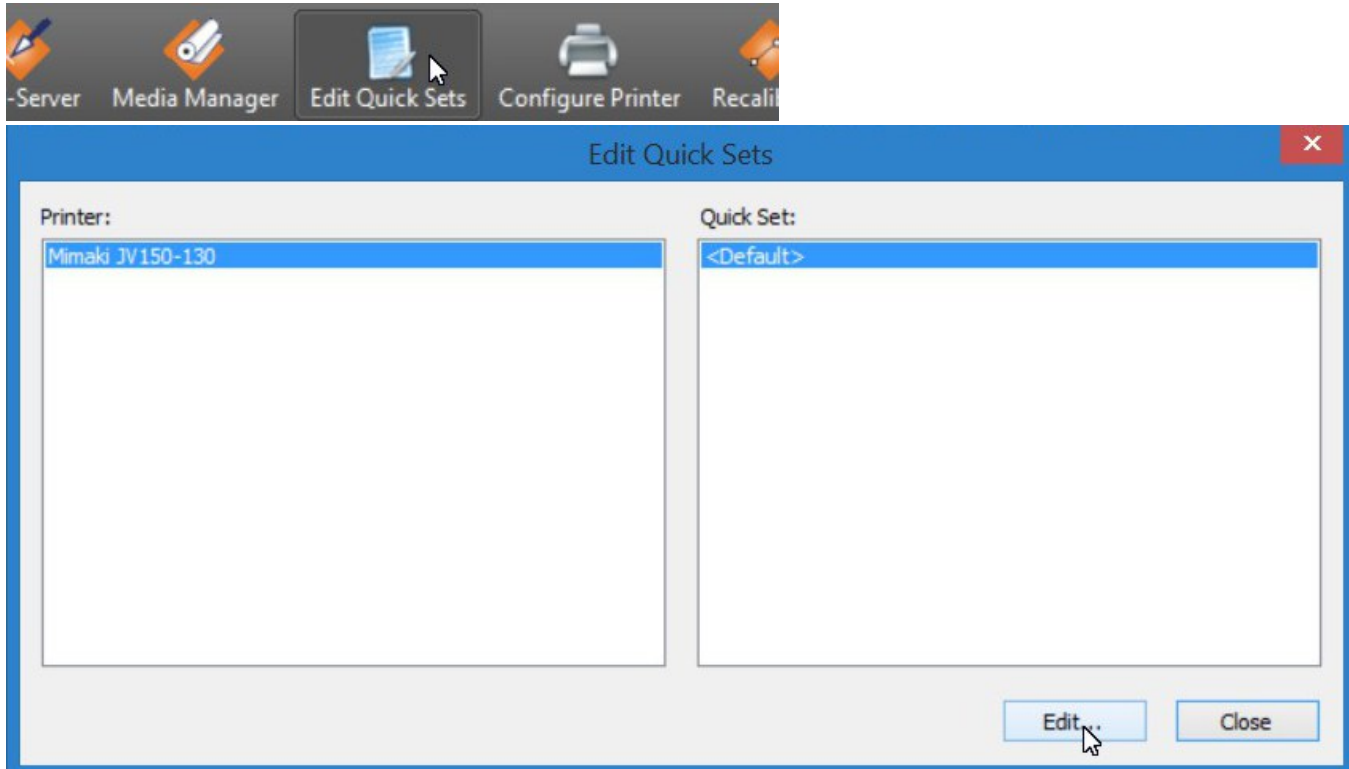 -Server Media Manager Edit Quick Sets Configure Printer Recali
Edit Quick Sets
Printer: Quick Set:
Mimaki JV150-130 <Default>
Edit... Close